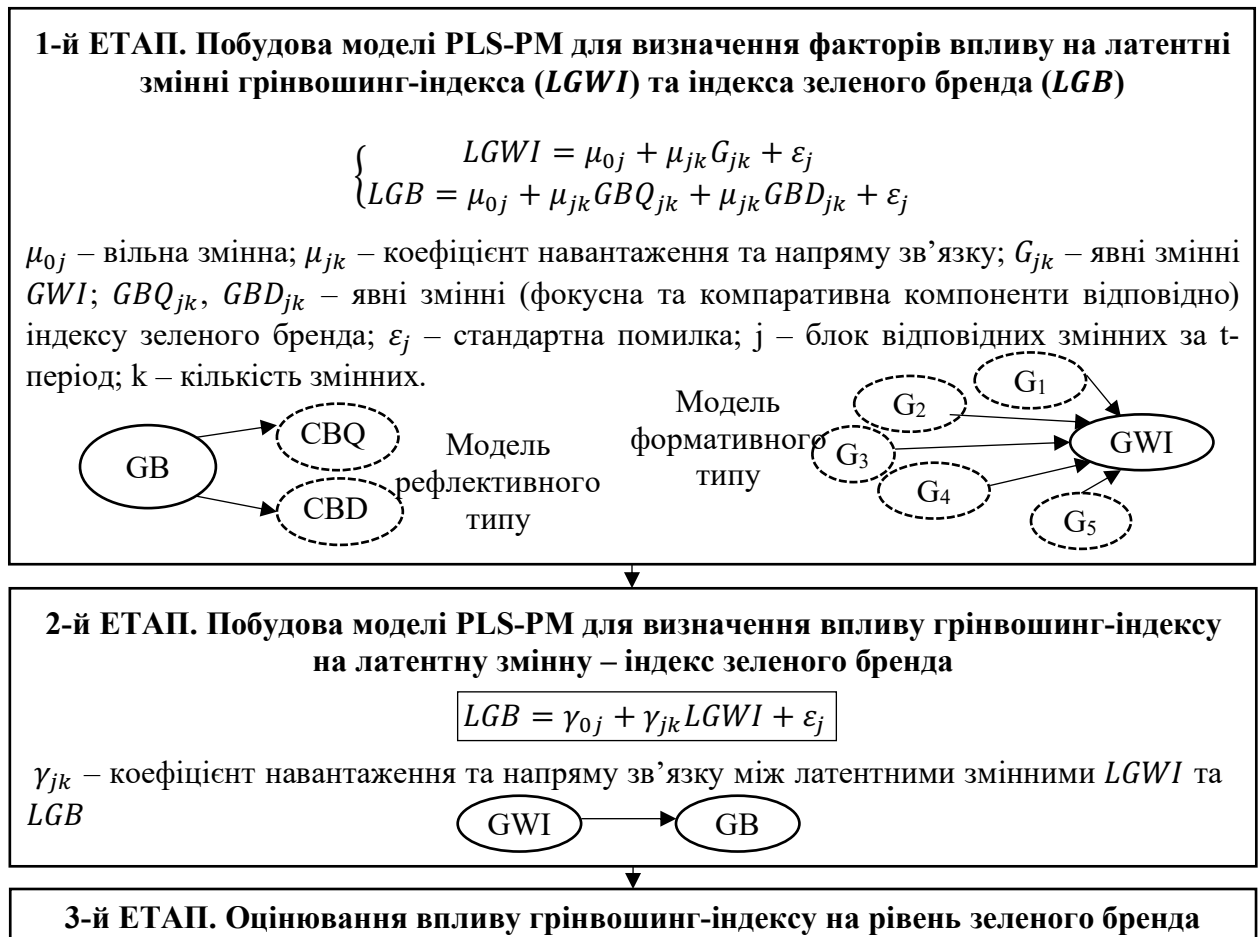 1-й ЕТАП. Побудова моделі PLS-PM для визначення факторів впливу на латентні
змінні грінвошинг-індекса (LGWI) та індекса зеленого бренда (LGB)
LGWI = μ₀ⱼ + μⱼₖGⱼₖ + εⱼ
LGB = μ₀ⱼ + μⱼₖGBQⱼₖ + μⱼₖGBDⱼₖ + εⱼ
μ₀ⱼ – вільна змінна; μⱼₖ – коефіцієнт навантаження та напряму зв’язку; Gⱼₖ – явні змінні
GWI; GBQⱼₖ, GBDⱼₖ – явні змінні (фокусна та компаративна компоненти відповідно)
індексу зеленого бренда; εⱼ – стандартна помилка; j – блок відповідних змінних за t-
період; k – кількість змінних.
GB
CBQ
CBD
Модель
рефлективного
типу
Модель
формативного
типу
G₁
G₂
G₃
G₄
G₅
GWI
2-й ЕТАП. Побудова моделі PLS-PM для визначення впливу грінвошинг-індексу
на латентну змінну – індекс зеленого бренда
LGB = γ₀ⱼ + γⱼₖLGWI + εⱼ
γⱼₖ – коефіцієнт навантаження та напряму зв’язку між латентними змінними LGWI та
LGB
GWI
GB
3-й ЕТАП. Оцінювання впливу грінвошинг-індексу на рівень зеленого бренда